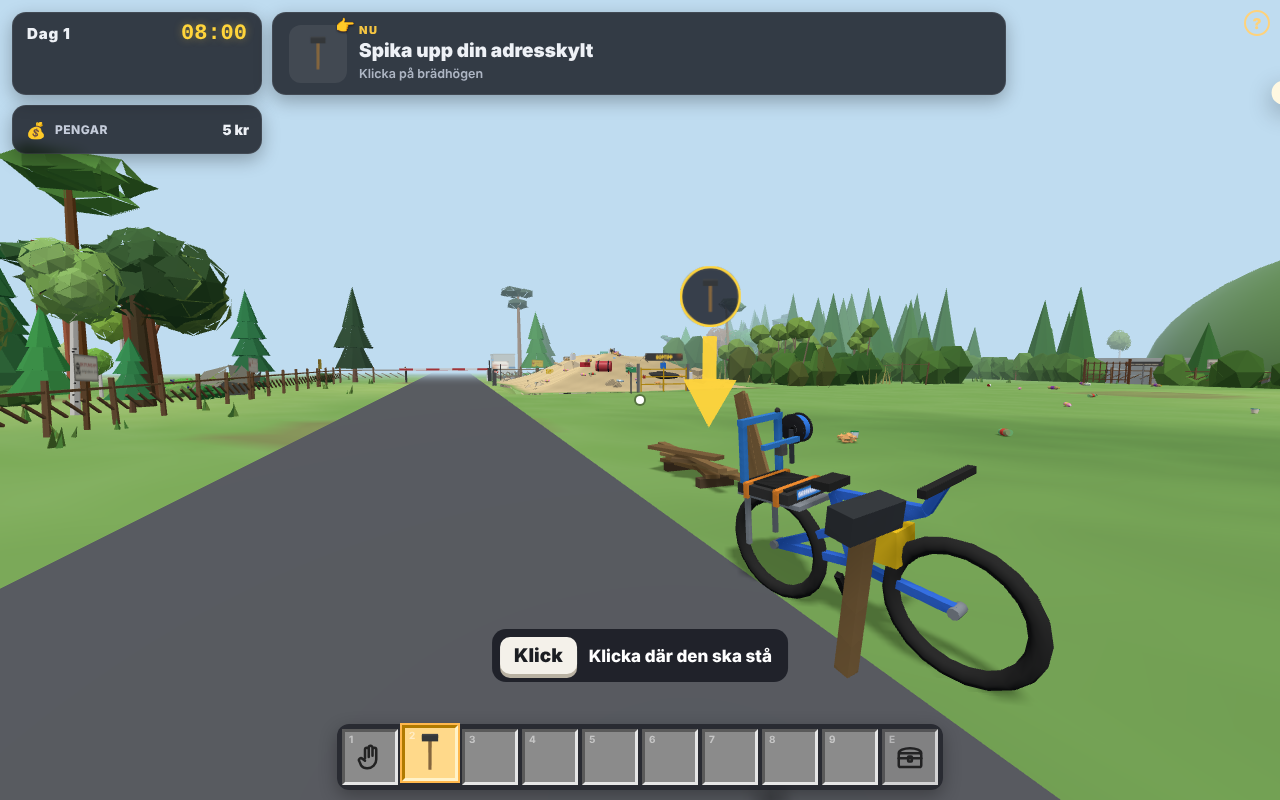 Dag 1
08:00
NU
Spika upp din adresskylt
Klicka på brädhögen
PENGAR
5 kr
?
Klick
Klicka där den ska stå
1
2
3
4
5
6
7
8
9
E